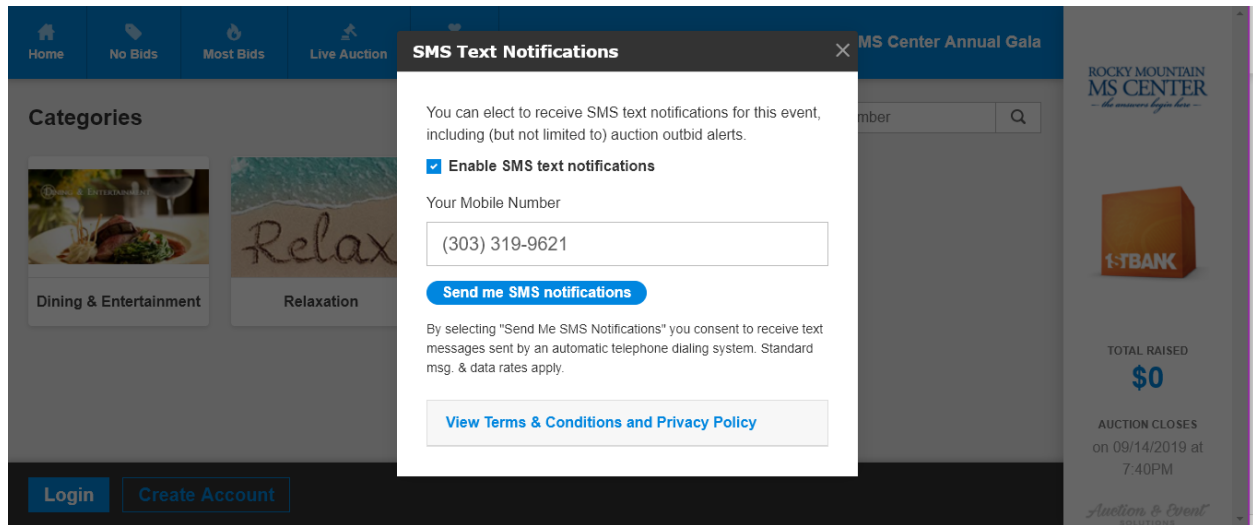 Home
No Bids
Most Bids
Live Auction
MS Center Annual Gala
SMS Text Notifications
You can elect to receive SMS text notifications for this event,
including (but not limited to) auction outbid alerts.
Enable SMS text notifications
Your Mobile Number
(303) 319-9621
Send me SMS notifications
By selecting "Send Me SMS Notifications" you consent to receive text
messages sent by an automatic telephone dialing system. Standard
msg. & data rates apply.
View Terms & Conditions and Privacy Policy
Categories
mber
DINING & ENTERTAINMENT
Relax
Dining & Entertainment
Relaxation
Login
Create Account
ROCKY MOUNTAIN
MS CENTER
– the answers begin here –
1STBANK
TOTAL RAISED
$0
AUCTION CLOSES
on 09/14/2019 at
7:40PM
Auction & Event
SOLUTIONS